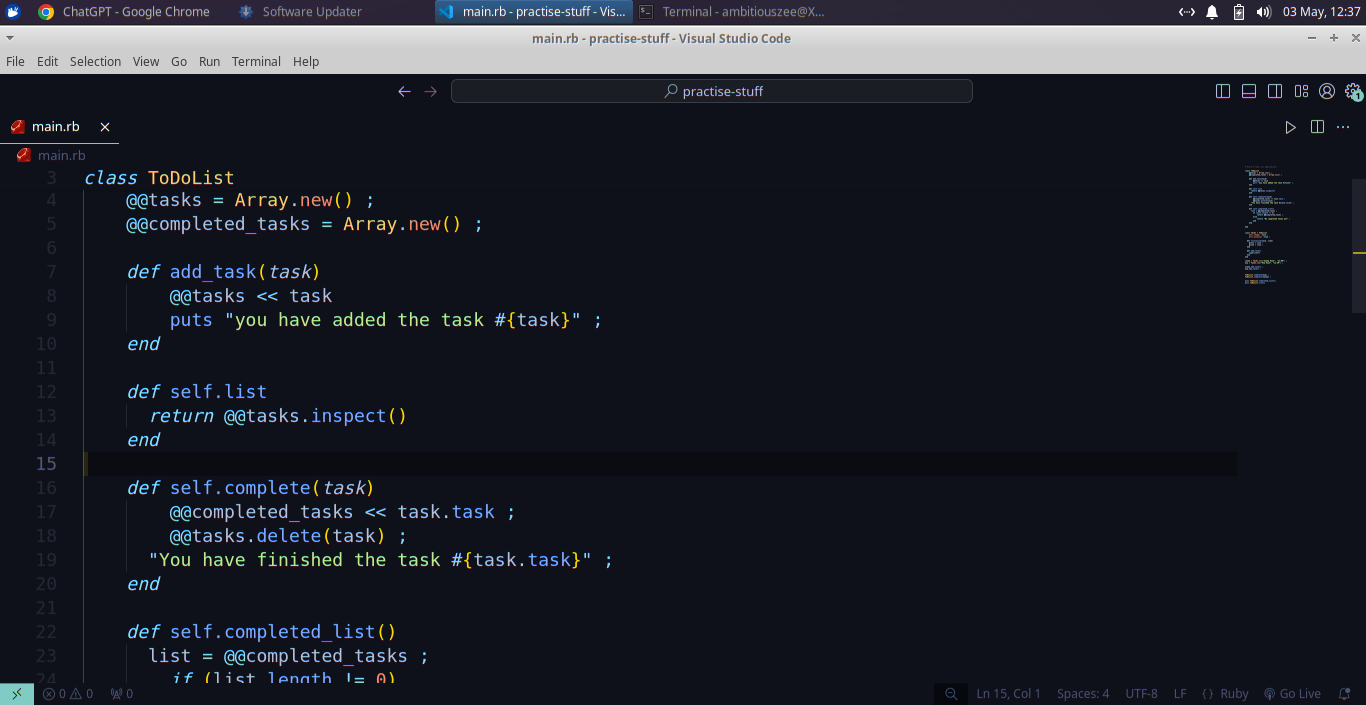 ChatGPT - Google Chrome
Software Updater
main.rb - practise-stuff - Vis...
Terminal - ambitiouszee@X...
03 May, 12:37
main.rb - practise-stuff - Visual Studio Code
File Edit Selection View Go Run Terminal Help
practise-stuff
1
main.rb
main.rb
3 class ToDoList
4 @@tasks = Array.new() ;
5 @@completed_tasks = Array.new() ;
6
7 def add_task(task)
8 @@tasks << task
9 puts "you have added the task #{task}" ;
10 end
11
12 def self.list
13 return @@tasks.inspect()
14 end
15
16 def self.complete(task)
17 @@completed_tasks << task.task ;
18 @@tasks.delete(task) ;
19 "You have finished the task #{task.task}" ;
20 end
21
22 def self.completed_list()
23 list = @@completed_tasks ;
24 if (list.length != 0)
0 0 0 Ln 15, Col 1 Spaces: 4 UTF-8 LF {} Ruby Go Live